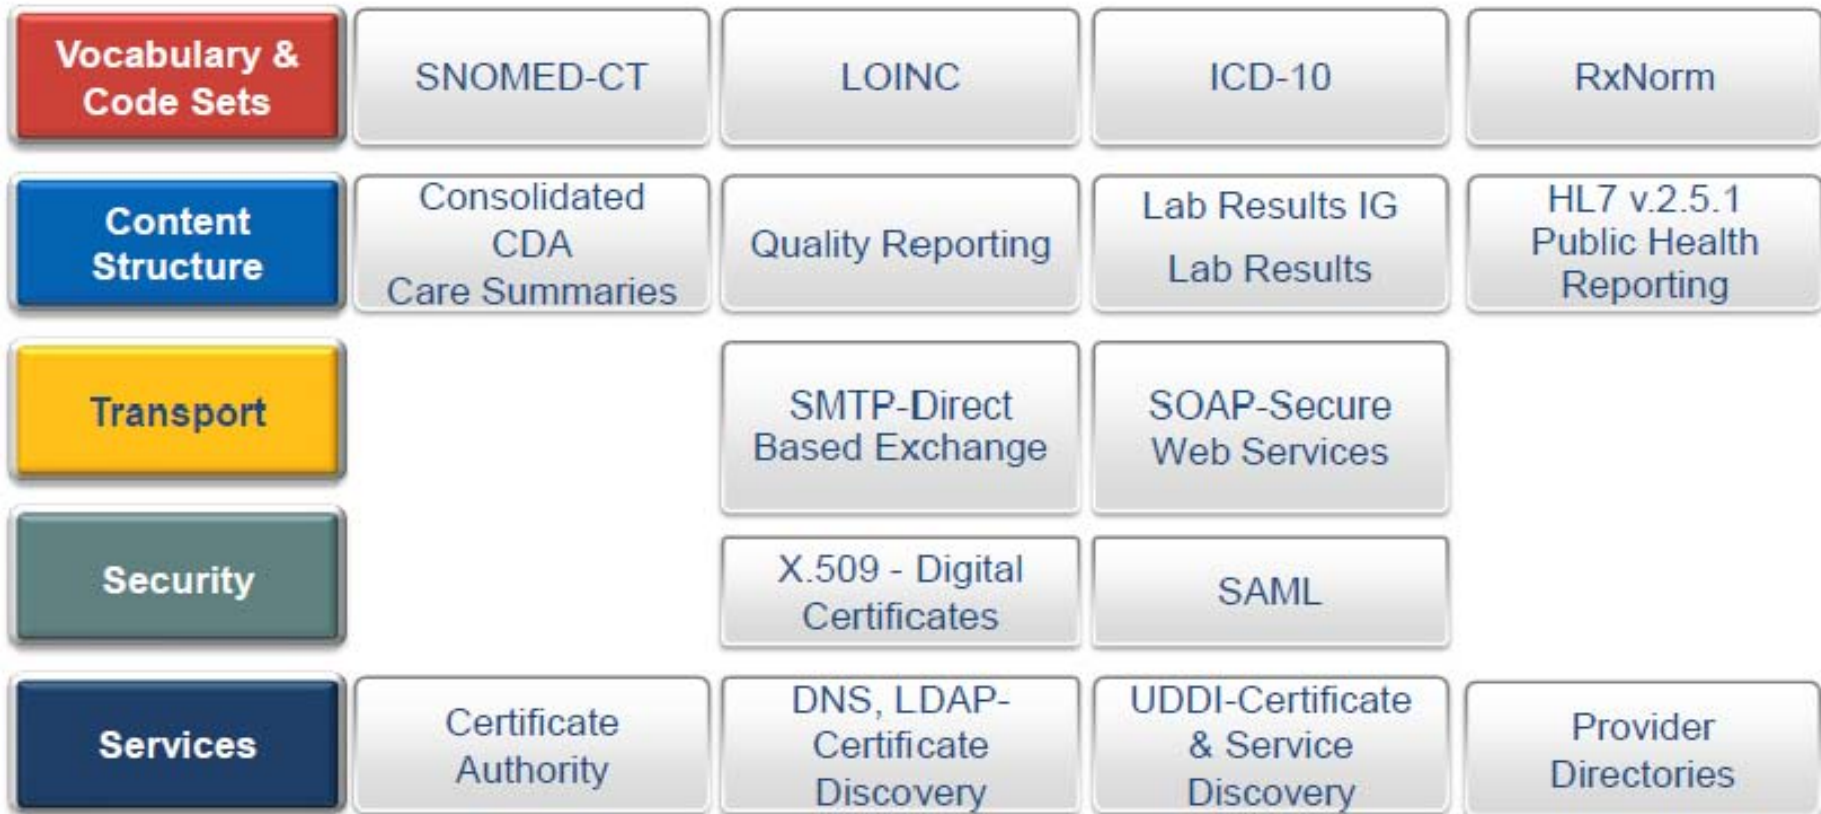 Vocabulary &
Code Sets
SNOMED-CT
LOINC
ICD-10
RxNorm
Content
Structure
Consolidated
CDA
Care Summaries
Quality Reporting
Lab Results IG
Lab Results
HL7 v.2.5.1
Public Health
Reporting
Transport
SMTP-Direct
Based Exchange
SOAP-Secure
Web Services
Security
X.509 - Digital
Certificates
SAML
Services
Certificate
Authority
DNS, LDAP-
Certificate
Discovery
UDDI-Certificate
& Service
Discovery
Provider
Directories